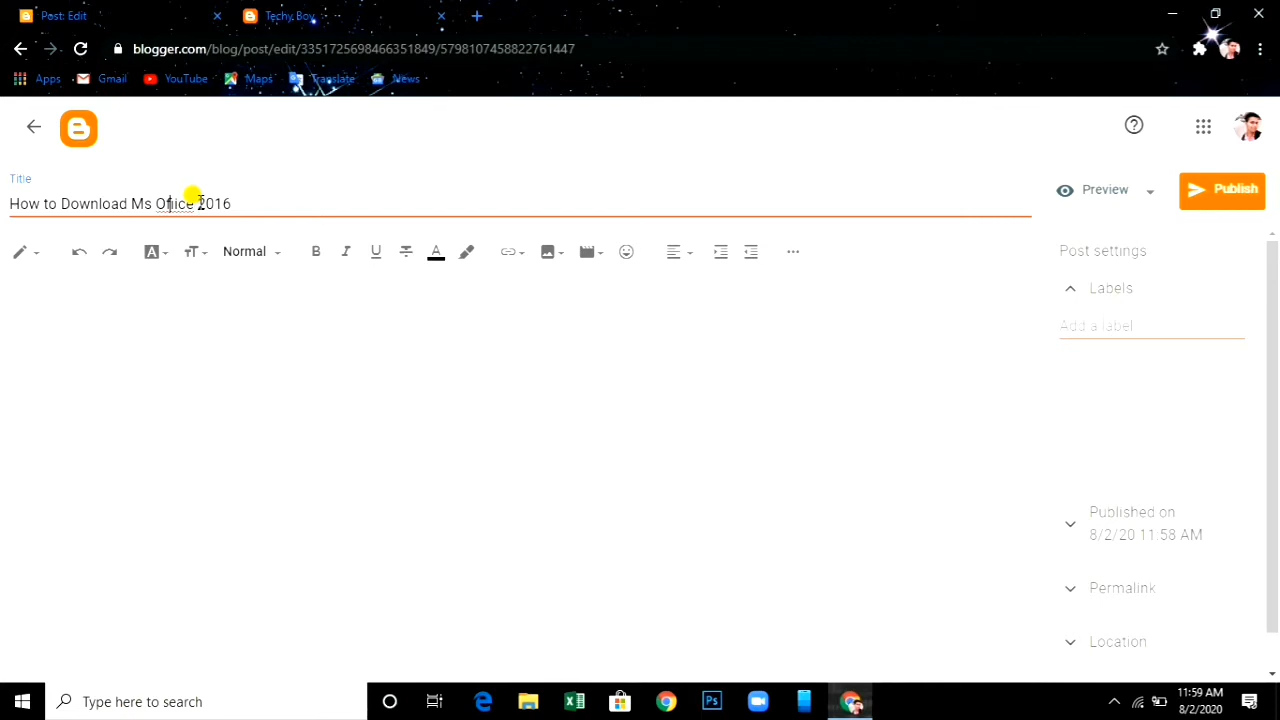 Post: Edit
Techy Boy
blogger.com/blog/post/edit/3351725698466351849/5798107458822761447
Apps Gmail YouTube Maps Translate News
Title
How to Download Ms Offiice 2016
Preview
Publish
Normal
Post settings
Labels
Add a label
Published on
8/2/20 11:58 AM
Permalink
Location
Type here to search
11:59 AM
8/2/2020